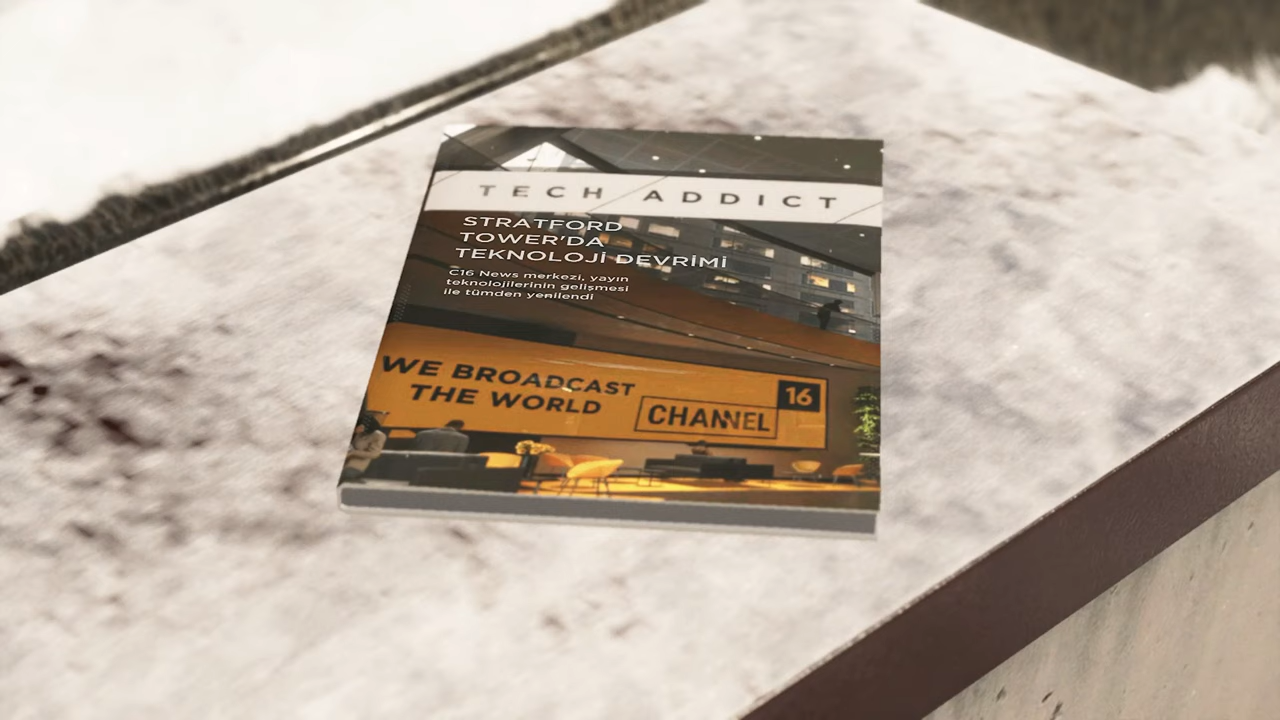 TECH ADDICT
STRATFORD
TOWER'DA
TEKNOLOJİ DEVRİMİ
C16 News merkezi, yayın
teknolojilerinin gelişmesi
ile tümden yenilendi
WE BROADCAST
THE WORLD
CHANNEL 16